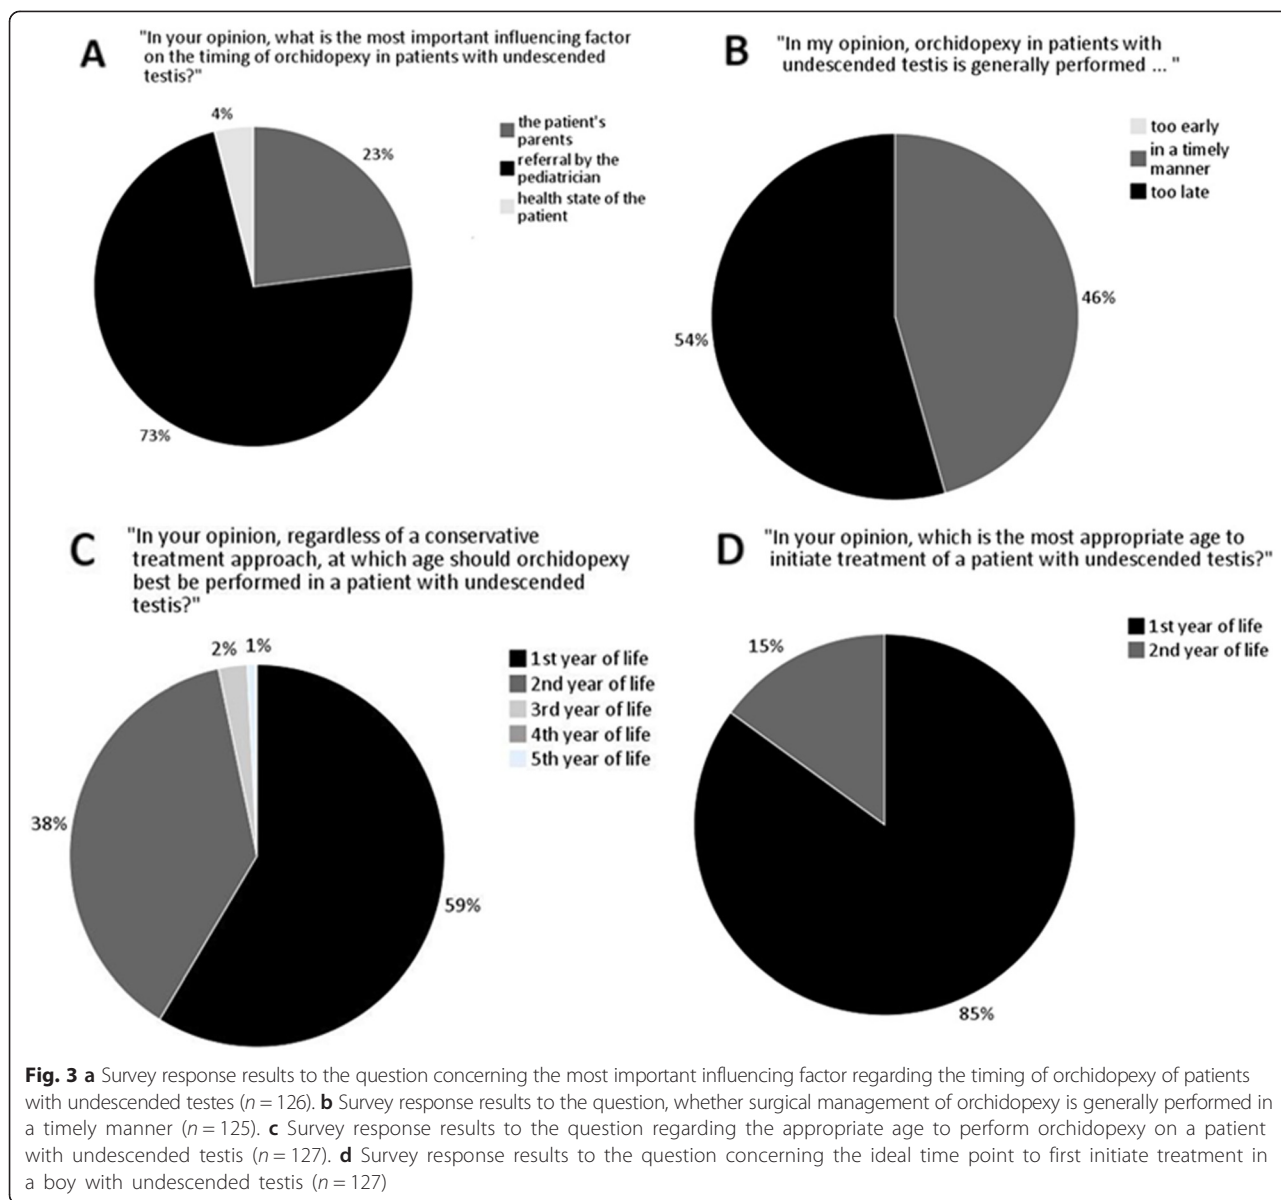 A
"In your opinion, what is the most important influencing factor
on the timing of orchidopexy in patients with undescended
testis?"
4%
23%
73%
the patient's
parents
referral by the
pediatrician
health state of the
patient
B
"In my opinion, orchidopexy in patients with
undescended testis is generally performed ... "
too early
in a timely
manner
too late
46%
54%
C
"In your opinion, regardless of a conservative
treatment approach, at which age should orchidopexy
best be performed in a patient with undescended
testis?"
2% 1%
38%
59%
1st year of life
2nd year of life
3rd year of life
4th year of life
5th year of life
D
"In your opinion, which is the most appropriate age to
initiate treatment of a patient with undescended testis?"
15%
85%
1st year of life
2nd year of life
Fig. 3 a Survey response results to the question concerning the most important influencing factor regarding the timing of orchidopexy of patients
with undescended testes (n = 126). b Survey response results to the question, whether surgical management of orchidopexy is generally performed in
a timely manner (n = 125). c Survey response results to the question regarding the appropriate age to perform orchidopexy on a patient
with undescended testis (n = 127). d Survey response results to the question concerning the ideal time point to first initiate treatment in
a boy with undescended testis (n = 127)